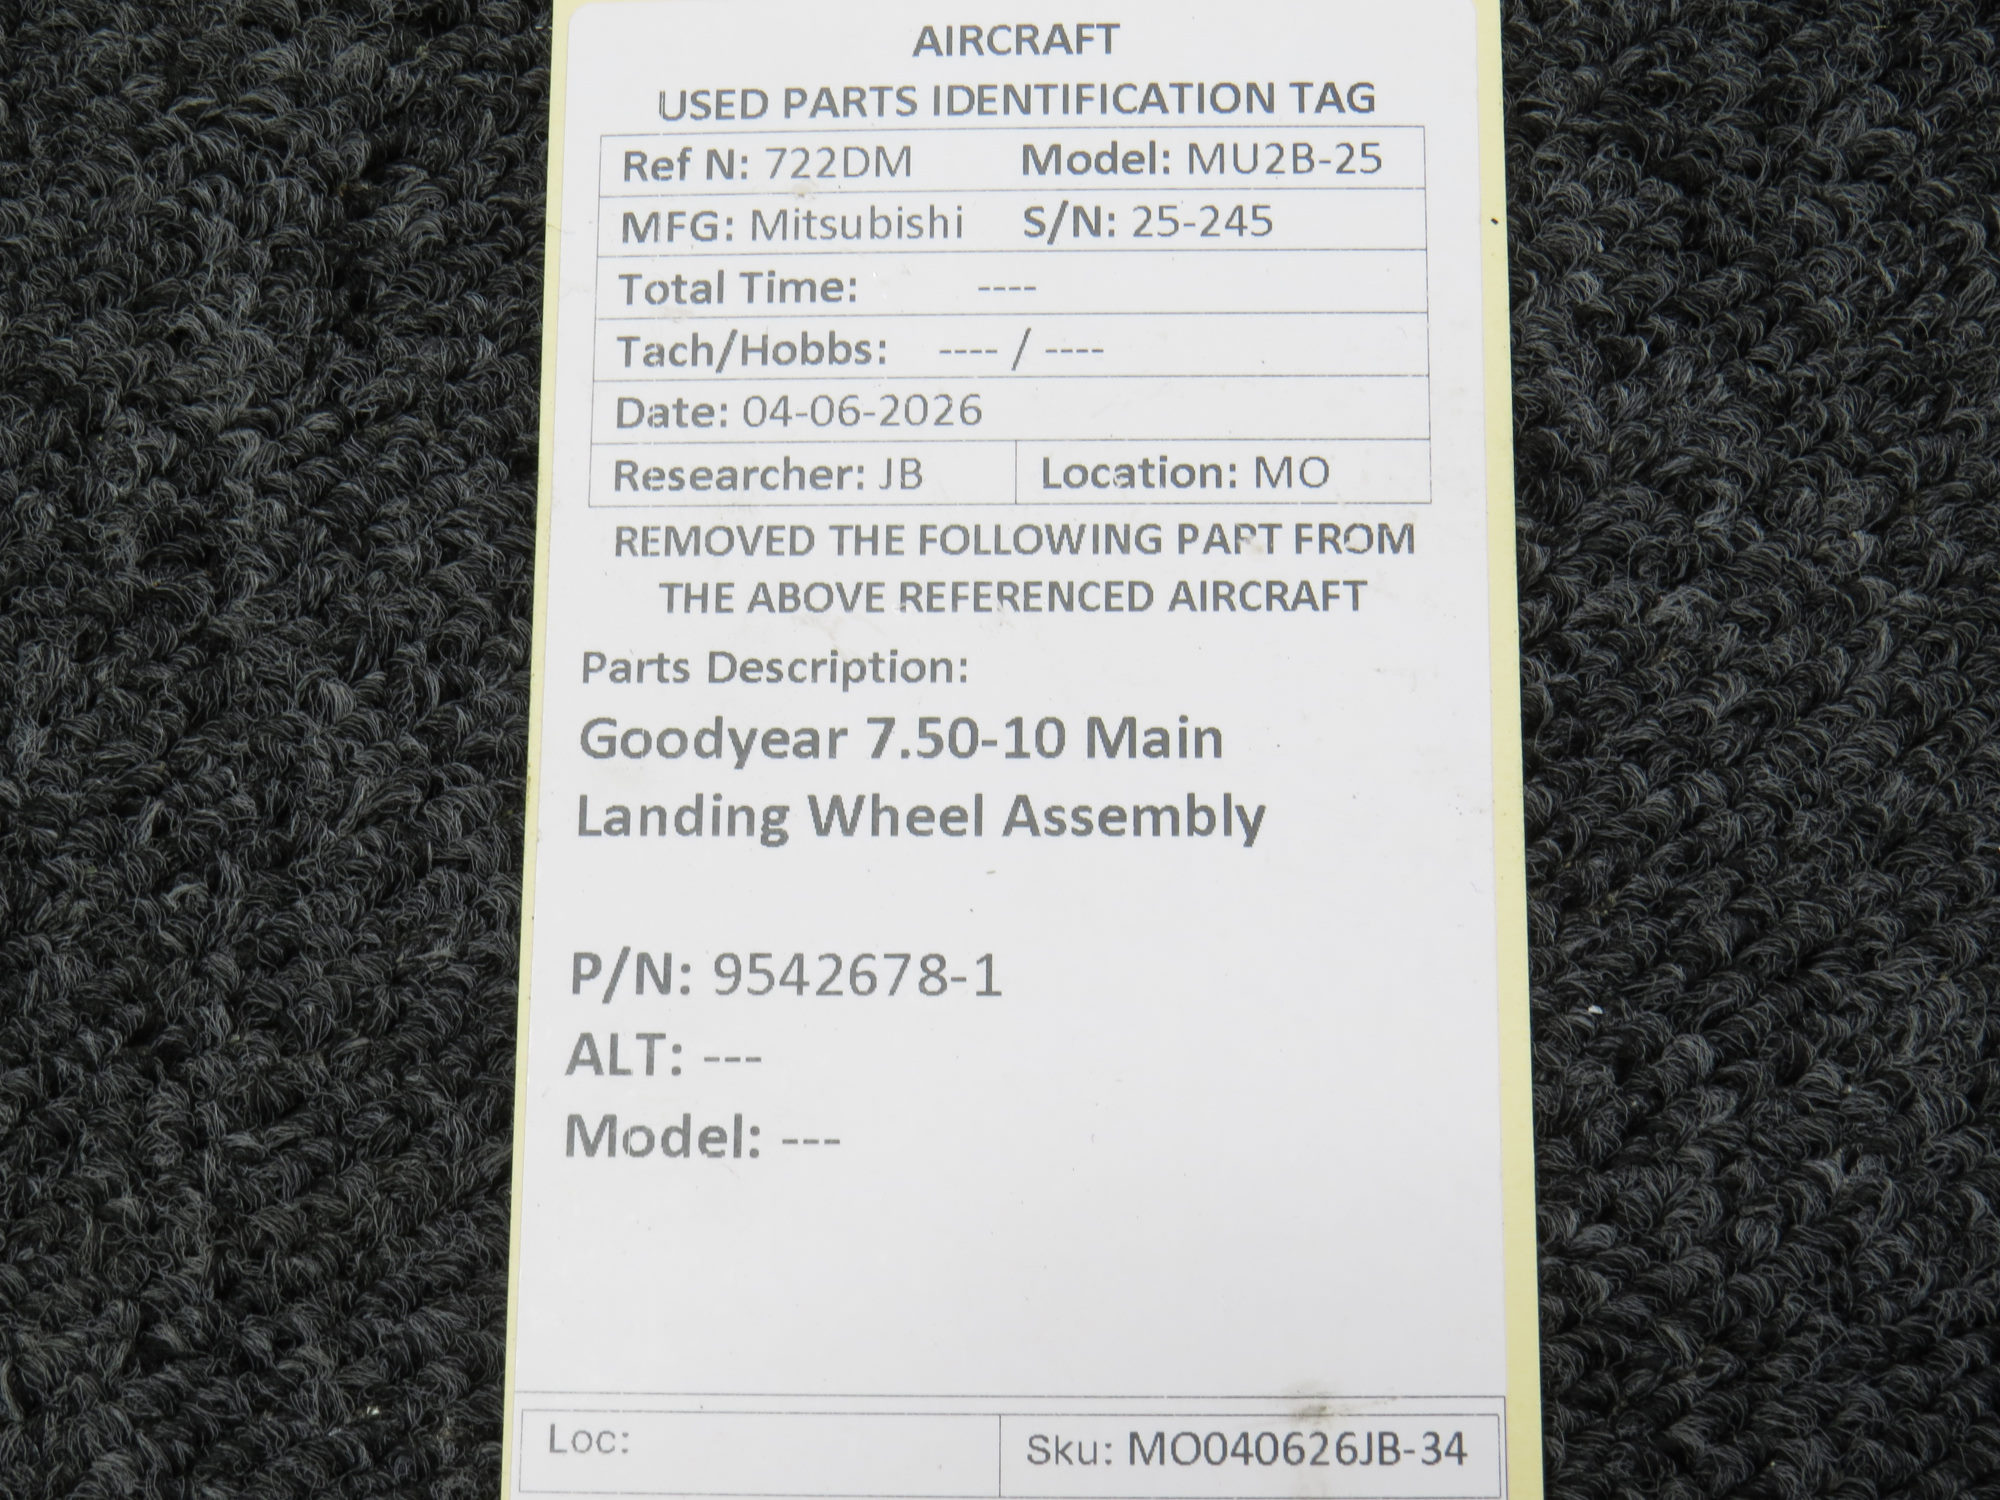 AIRCRAFT
USED PARTS IDENTIFICATION TAG
Ref N: 722DM Model: MU2B-25
MFG: Mitsubishi S/N: 25-245
Total Time: ----
Tach/Hobbs: ---- / ----
Date: 04-06-2026
Researcher: JB Location: MO
REMOVED THE FOLLOWING PART FROM
THE ABOVE REFERENCED AIRCRAFT
Parts Description:
Goodyear 7.50-10 Main
Landing Wheel Assembly
P/N: 9542678-1
ALT: ---
Model: ---
Loc: Sku: MO040626JB-34